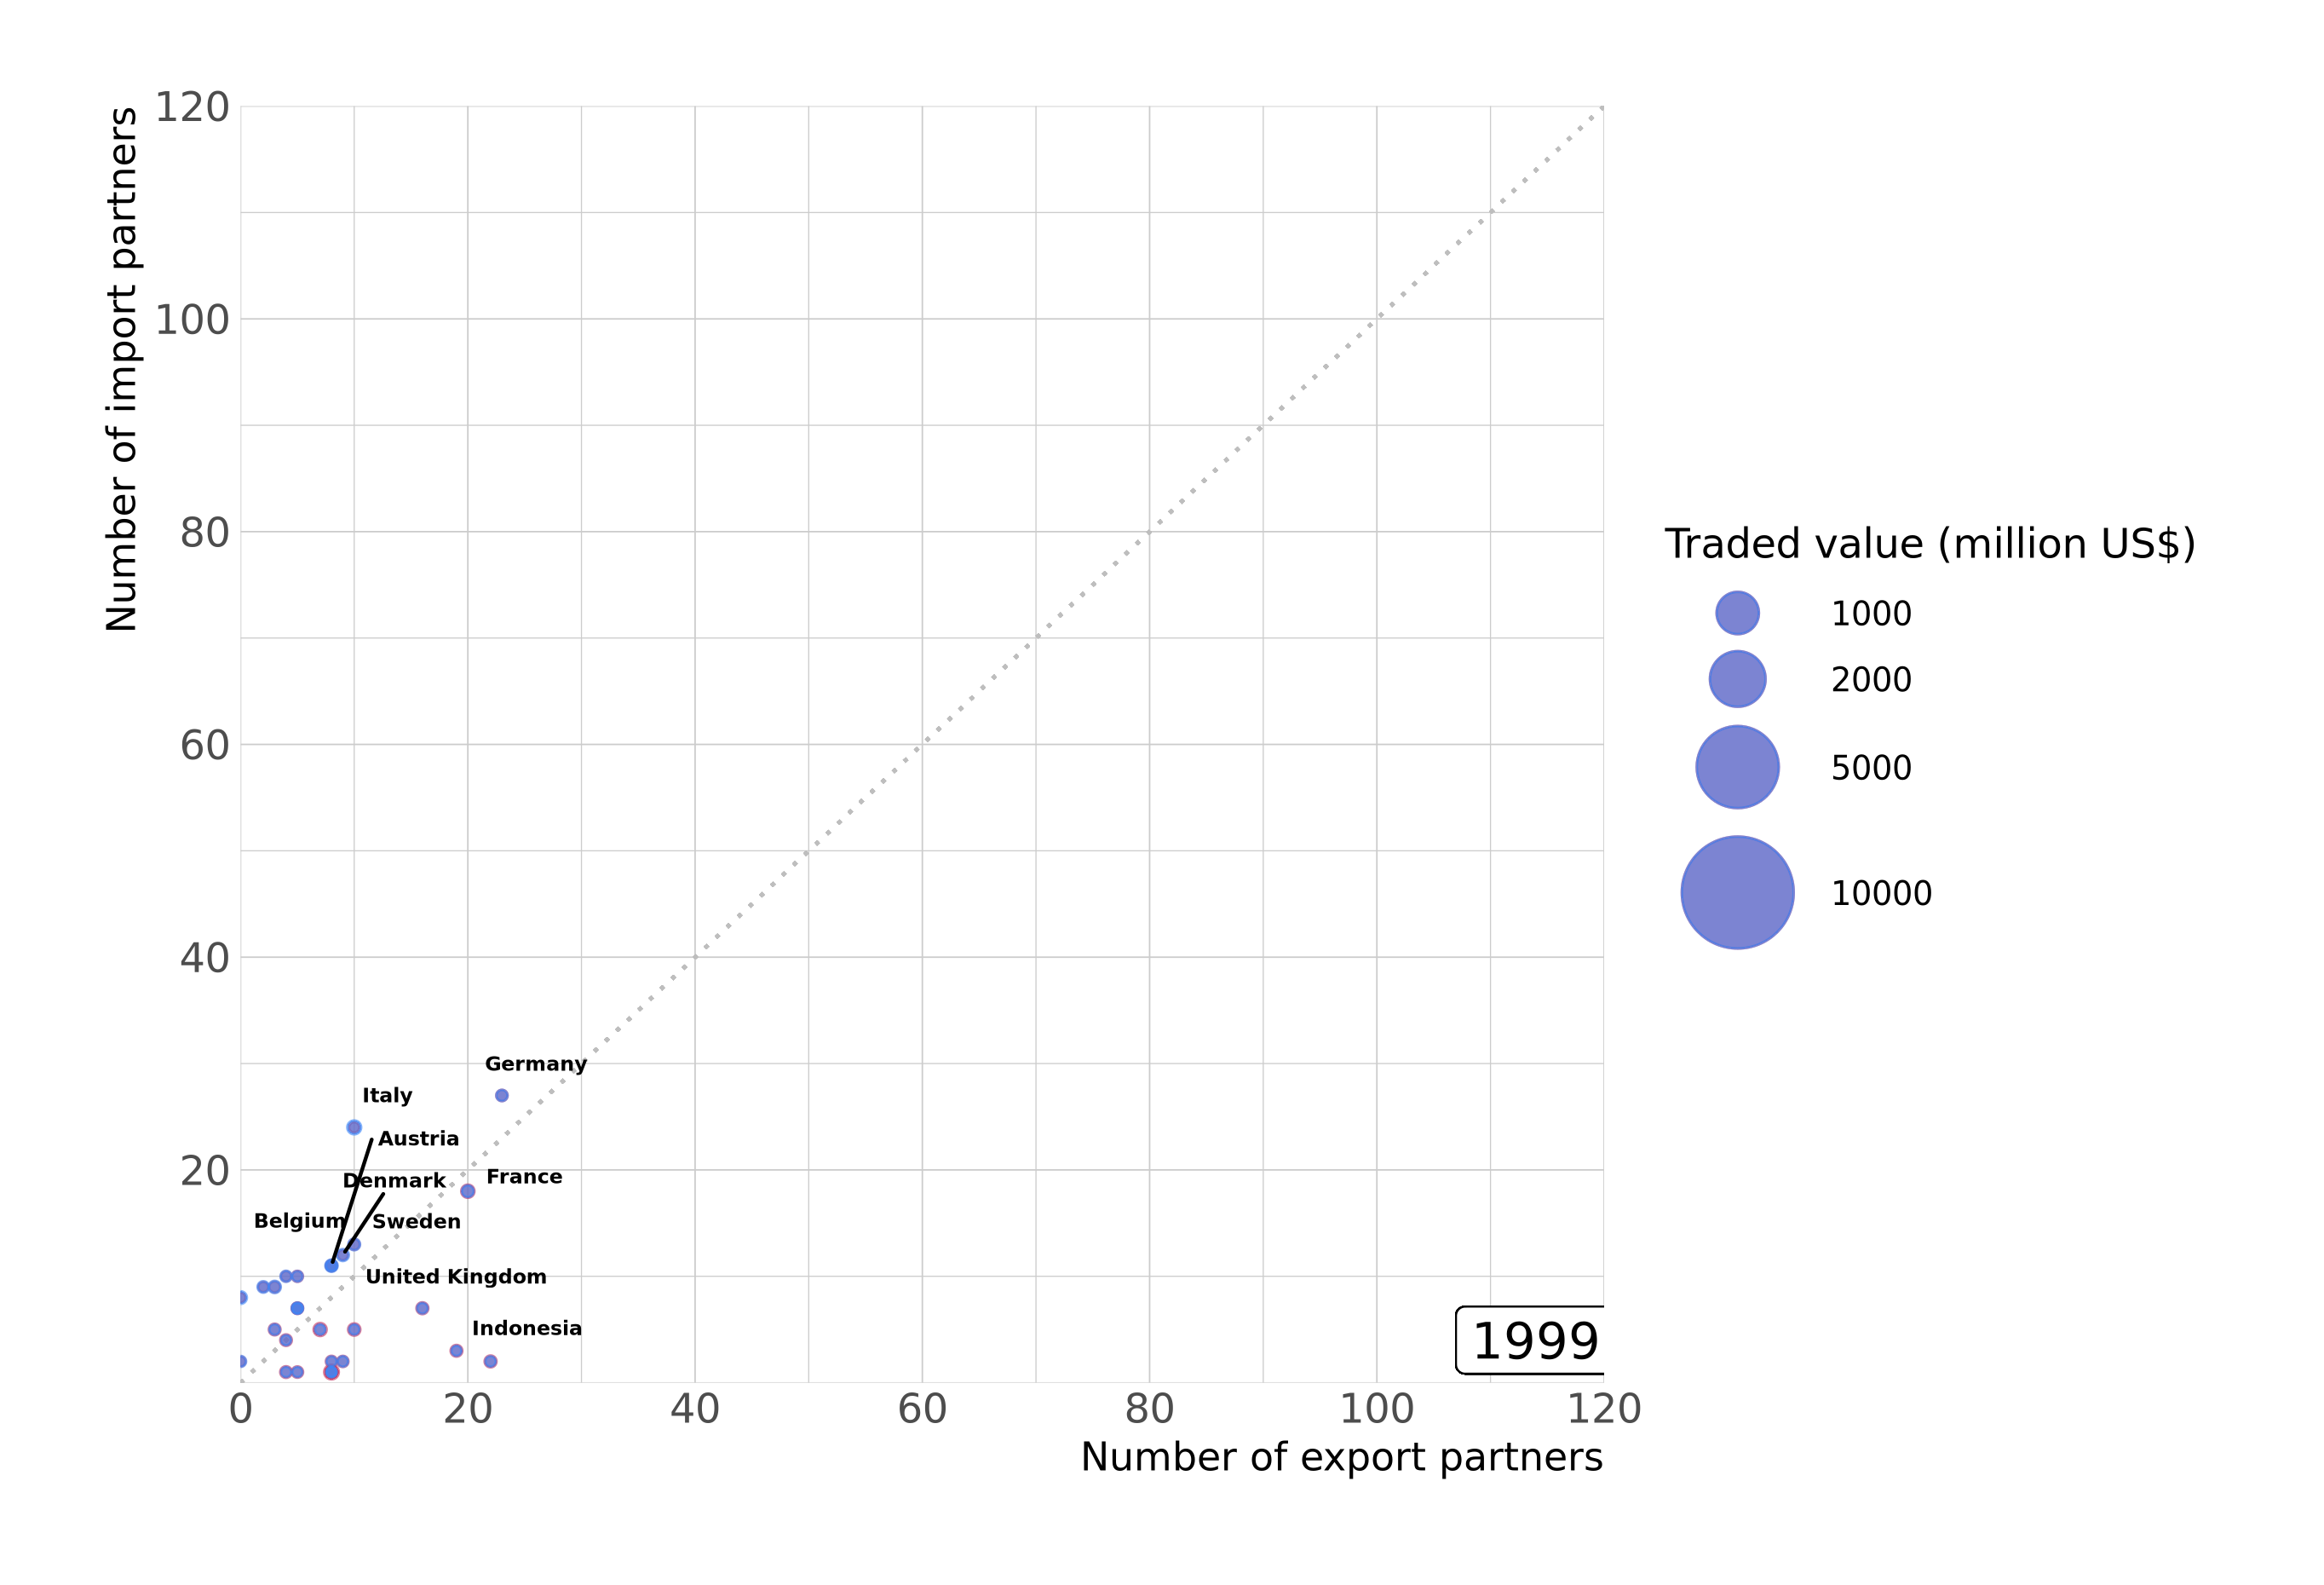 Number of import partners
120
100
80
60
40
20
Germany
Italy
Austria
Denmark
France
Belgium
Sweden
United Kingdom
Indonesia
1999
0
20
40
60
80
100
120
Number of export partners
Traded value (million US$)
1000
2000
5000
10000